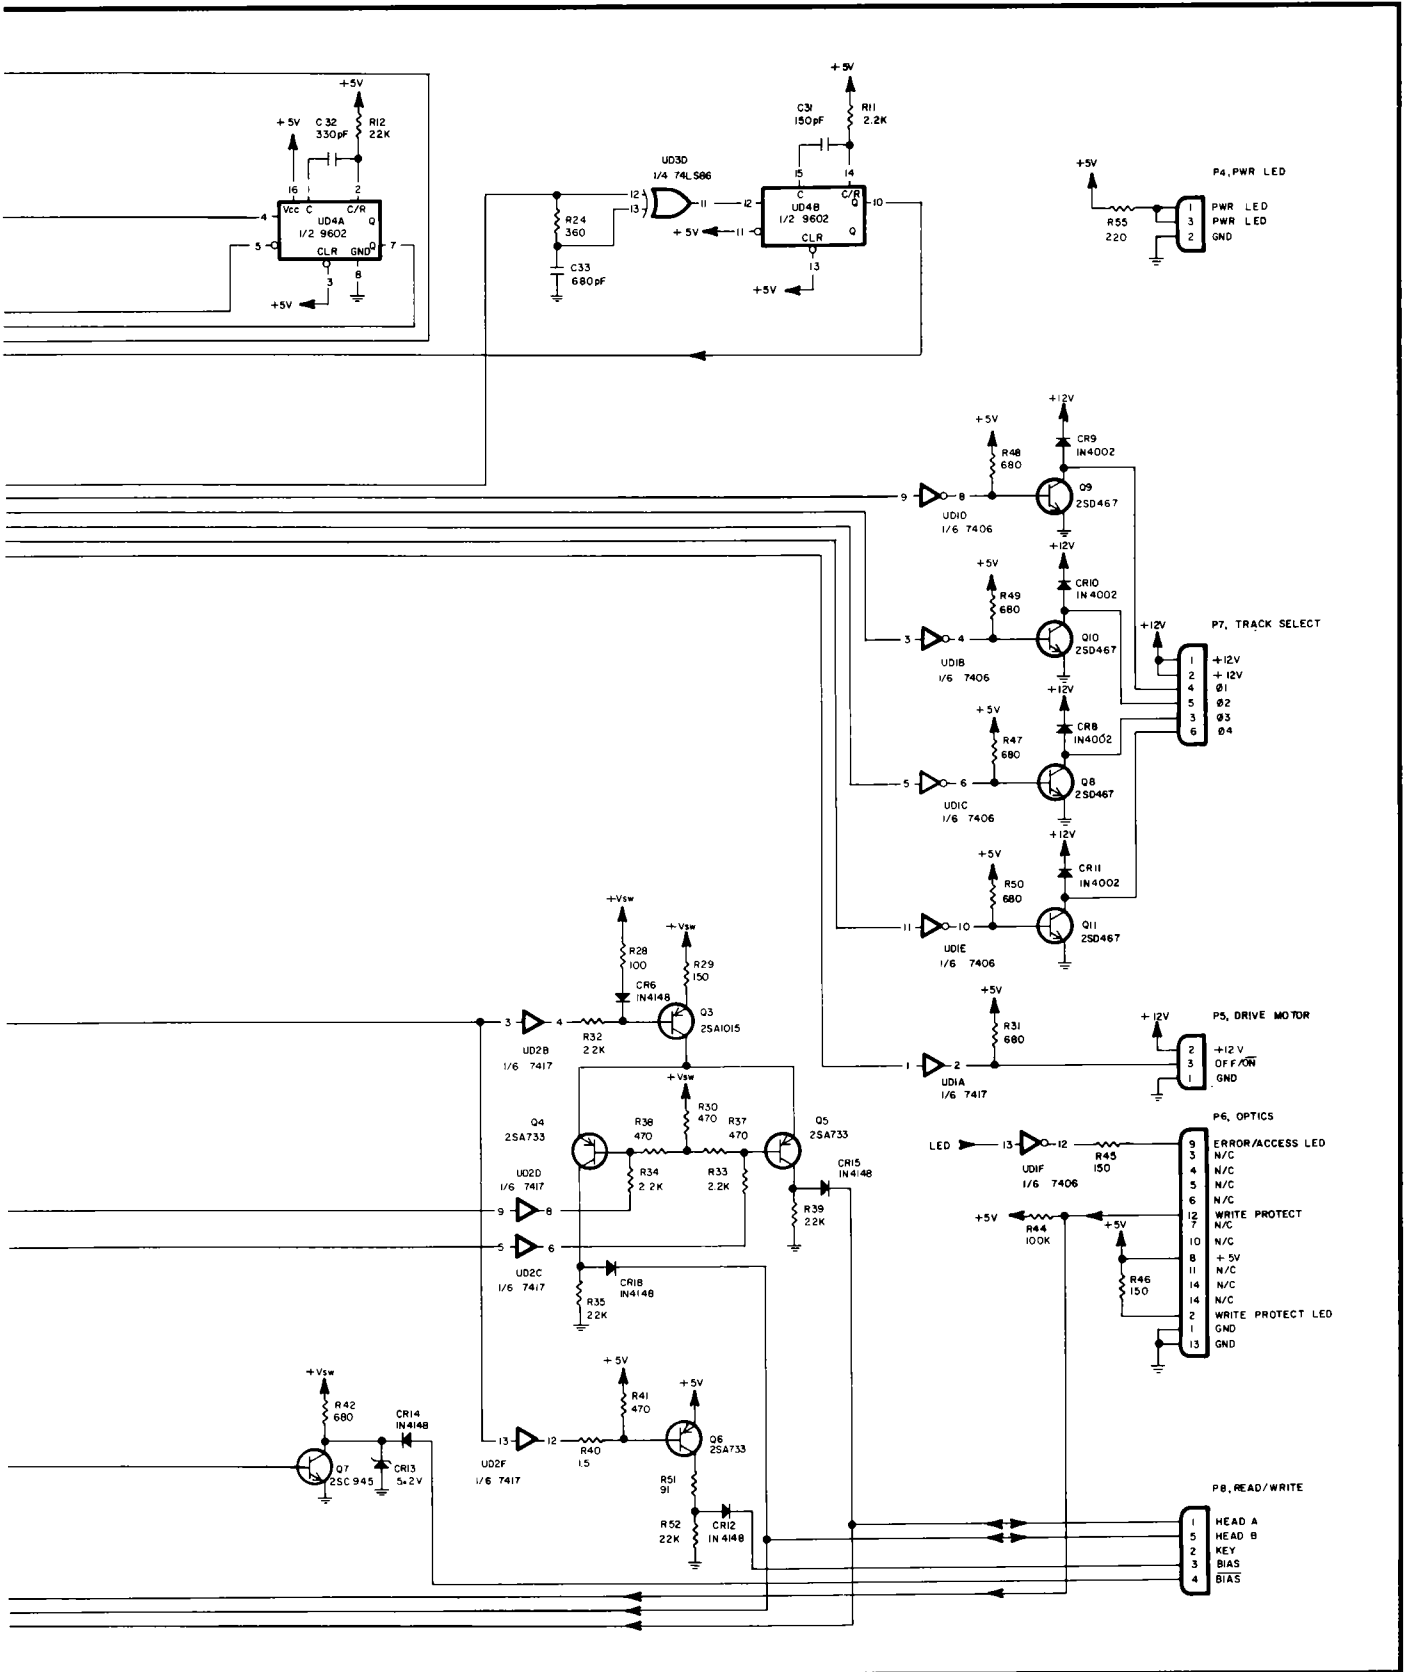 +5V
+5V
C32
330pF
R12
22K
16
1
2
Vcc
C
C/R
4
UD4A
1/2 9602
Q
5
CLR
GND
Q
7
3
8
+5V
+5V
C31
150pF
R11
2.2K
UD3D
1/4 74LS86
15
14
12
13
11
12
C
C/R
Q
10
UD4B
1/2 9602
Q
+5V
11
CLR
13
+5V
R24
360
C33
680pF
P4, PWR LED
+5V
R55
220
1 PWR LED
3 PWR LED
2 GND
+12V
CR9
IN4002
+5V
R48
680
9
8
UD1D
1/6 7406
Q9
2SD467
+12V
CR10
IN4002
+5V
R49
680
3
4
UD1B
1/6 7406
Q10
2SD467
P7, TRACK SELECT
+12V
1 +12V
2 +12V
4 Ø1
5 Ø2
3 Ø3
6 Ø4
+12V
CR8
IN4002
+5V
R47
680
5
6
UD1C
1/6 7406
Q8
2SD467
+12V
CR11
IN4002
+5V
R50
680
11
10
UD1E
1/6 7406
Q11
2SD467
+Vsw
R28
100
+Vsw
R29
150
CR6
IN4148
3
4
UD2B
1/6 7417
R32
22K
Q3
2SA1015
+5V
R31
680
1
2
UD1A
1/6 7417
P5, DRIVE MOTOR
+12V
2 +12V
3 OFF/ON
1 GND
+Vsw
R30
470
Q4
2SA733
R38
470
R37
470
Q5
2SA733
R34
2.2K
R33
2.2K
CR15
IN4148
UD2D
1/6 7417
9
8
5
6
UD2C
1/6 7417
R39
22K
CR18
IN4148
R35
22K
P6, OPTICS
LED
13
12
UD1F
1/6 7406
R45
150
9 ERROR/ACCESS LED
3 N/C
4 N/C
5 N/C
6 N/C
12 WRITE PROTECT
7 N/C
10 N/C
8 +5V
11 N/C
14 N/C
14 N/C
2 WRITE PROTECT LED
1 GND
13 GND
+5V
R44
100K
+5V
R46
150
+Vsw
R42
680
CR14
IN4148
Q7
2SC945
CR13
5.2V
+5V
R41
470
+5V
13
12
UD2F
1/6 7417
R40
1.5
Q6
2SA733
R51
91
R52
22K
CR12
IN4148
P8, READ/WRITE
1 HEAD A
5 HEAD B
2 KEY
3 BIAS
4 BIAS